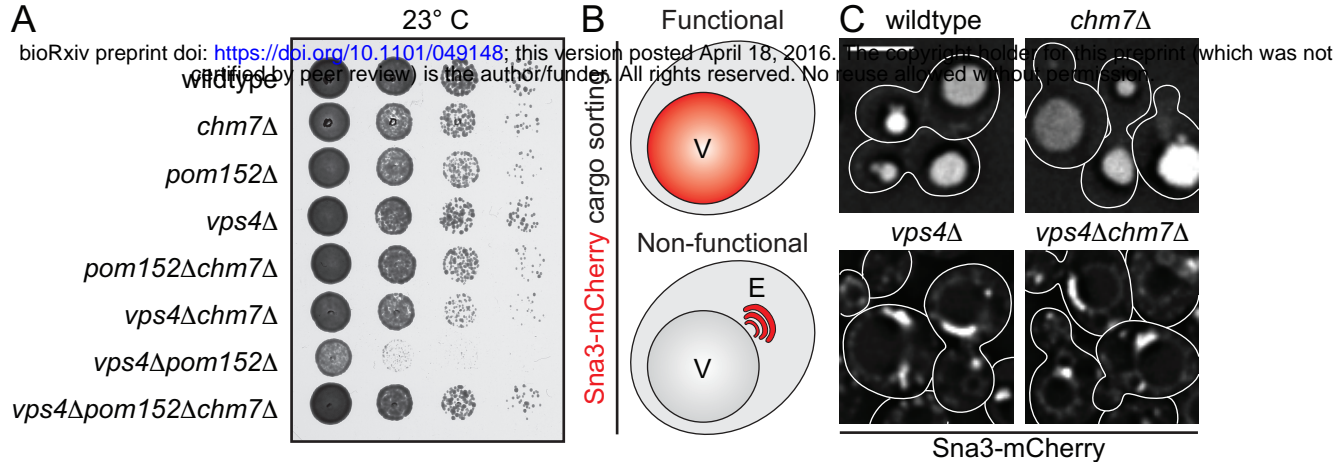 A
23° C
B
Functional
C
wildtype
chm7Δ
bioRxiv preprint doi: https://doi.org/10.1101/049148; this version posted April 18, 2016. The copyright holder for this preprint (which was not
certified by peer review) is the author/funder. All rights reserved. No reuse allowed without permission.
wildtype
chm7Δ
pom152Δ
vps4Δ
pom152Δchm7Δ
vps4Δchm7Δ
vps4Δpom152Δ
vps4Δpom152Δchm7Δ
Sna3-mCherry cargo sorting
V
Non-functional
E
V
vps4Δ
vps4Δchm7Δ
Sna3-mCherry